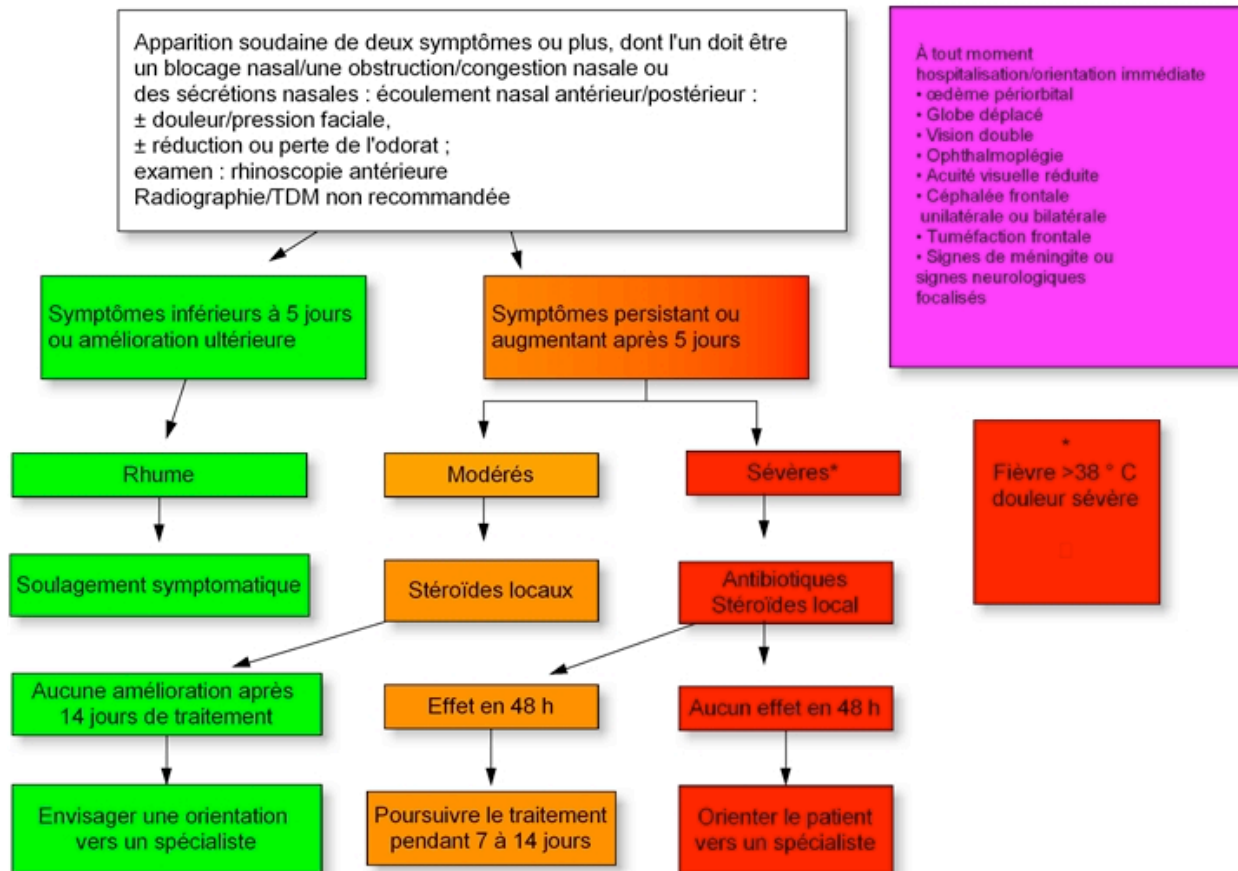 Apparition soudaine de deux symptômes ou plus, dont l'un doit être
un blocage nasal/une obstruction/congestion nasale ou
des sécrétions nasales : écoulement nasal antérieur/postérieur :
± douleur/pression faciale,
± réduction ou perte de l'odorat ;
examen : rhinoscopie antérieure
Radiographie/TDM non recommandée
À tout moment
hospitalisation/orientation immédiate
• œdème périorbital
• Globe déplacé
• Vision double
• Ophthalmoplégie
• Acuité visuelle réduite
• Céphalée frontale
unilatérale ou bilatérale
• Tuméfaction frontale
• Signes de méningite ou
signes neurologiques
focalisés
Symptômes inférieurs à 5 jours
ou amélioration ultérieure
Symptômes persistant ou
augmentant après 5 jours
Rhume
Modérés
Sévères*
*
Fièvre >38 ° C
douleur sévère
Soulagement symptomatique
Stéroïdes locaux
Antibiotiques
Stéroïdes local
Aucune amélioration après
14 jours de traitement
Effet en 48 h
Aucun effet en 48 h
Envisager une orientation
vers un spécialiste
Poursuivre le traitement
pendant 7 à 14 jours
Orienter le patient
vers un spécialiste